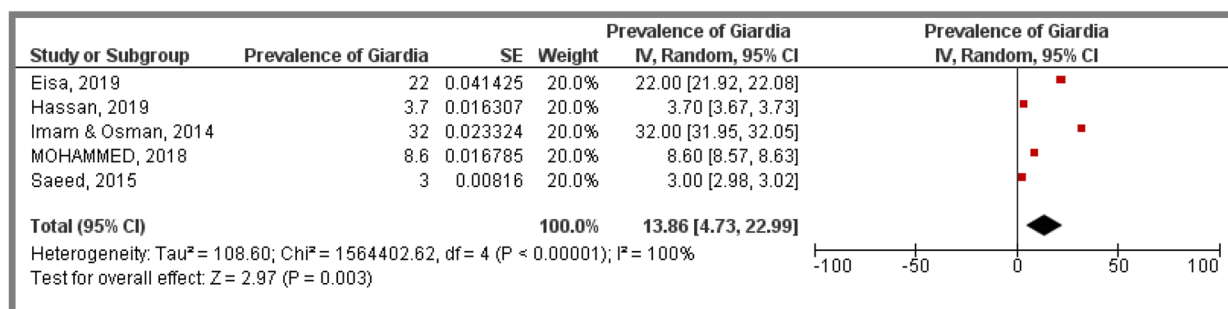 Prevalence of Giardia Prevalence of Giardia
Study or Subgroup Prevalence of Giardia SE Weight IV, Random, 95% CI IV, Random, 95% CI
Eisa, 2019 22 0.041425 20.0% 22.00 [21.92, 22.08]
Hassan, 2019 3.7 0.016307 20.0% 3.70 [3.67, 3.73]
Imam & Osman, 2014 32 0.023324 20.0% 32.00 [31.95, 32.05]
MOHAMMED, 2018 8.6 0.016785 20.0% 8.60 [8.57, 8.63]
Saeed, 2015 3 0.00816 20.0% 3.00 [2.98, 3.02]
Total (95% CI) 100.0% 13.86 [4.73, 22.99]
Heterogeneity: Tau² = 108.60; Chi² = 1564402.62, df = 4 (P < 0.00001); I² = 100%
Test for overall effect: Z = 2.97 (P = 0.003)
-100 -50 0 50 100